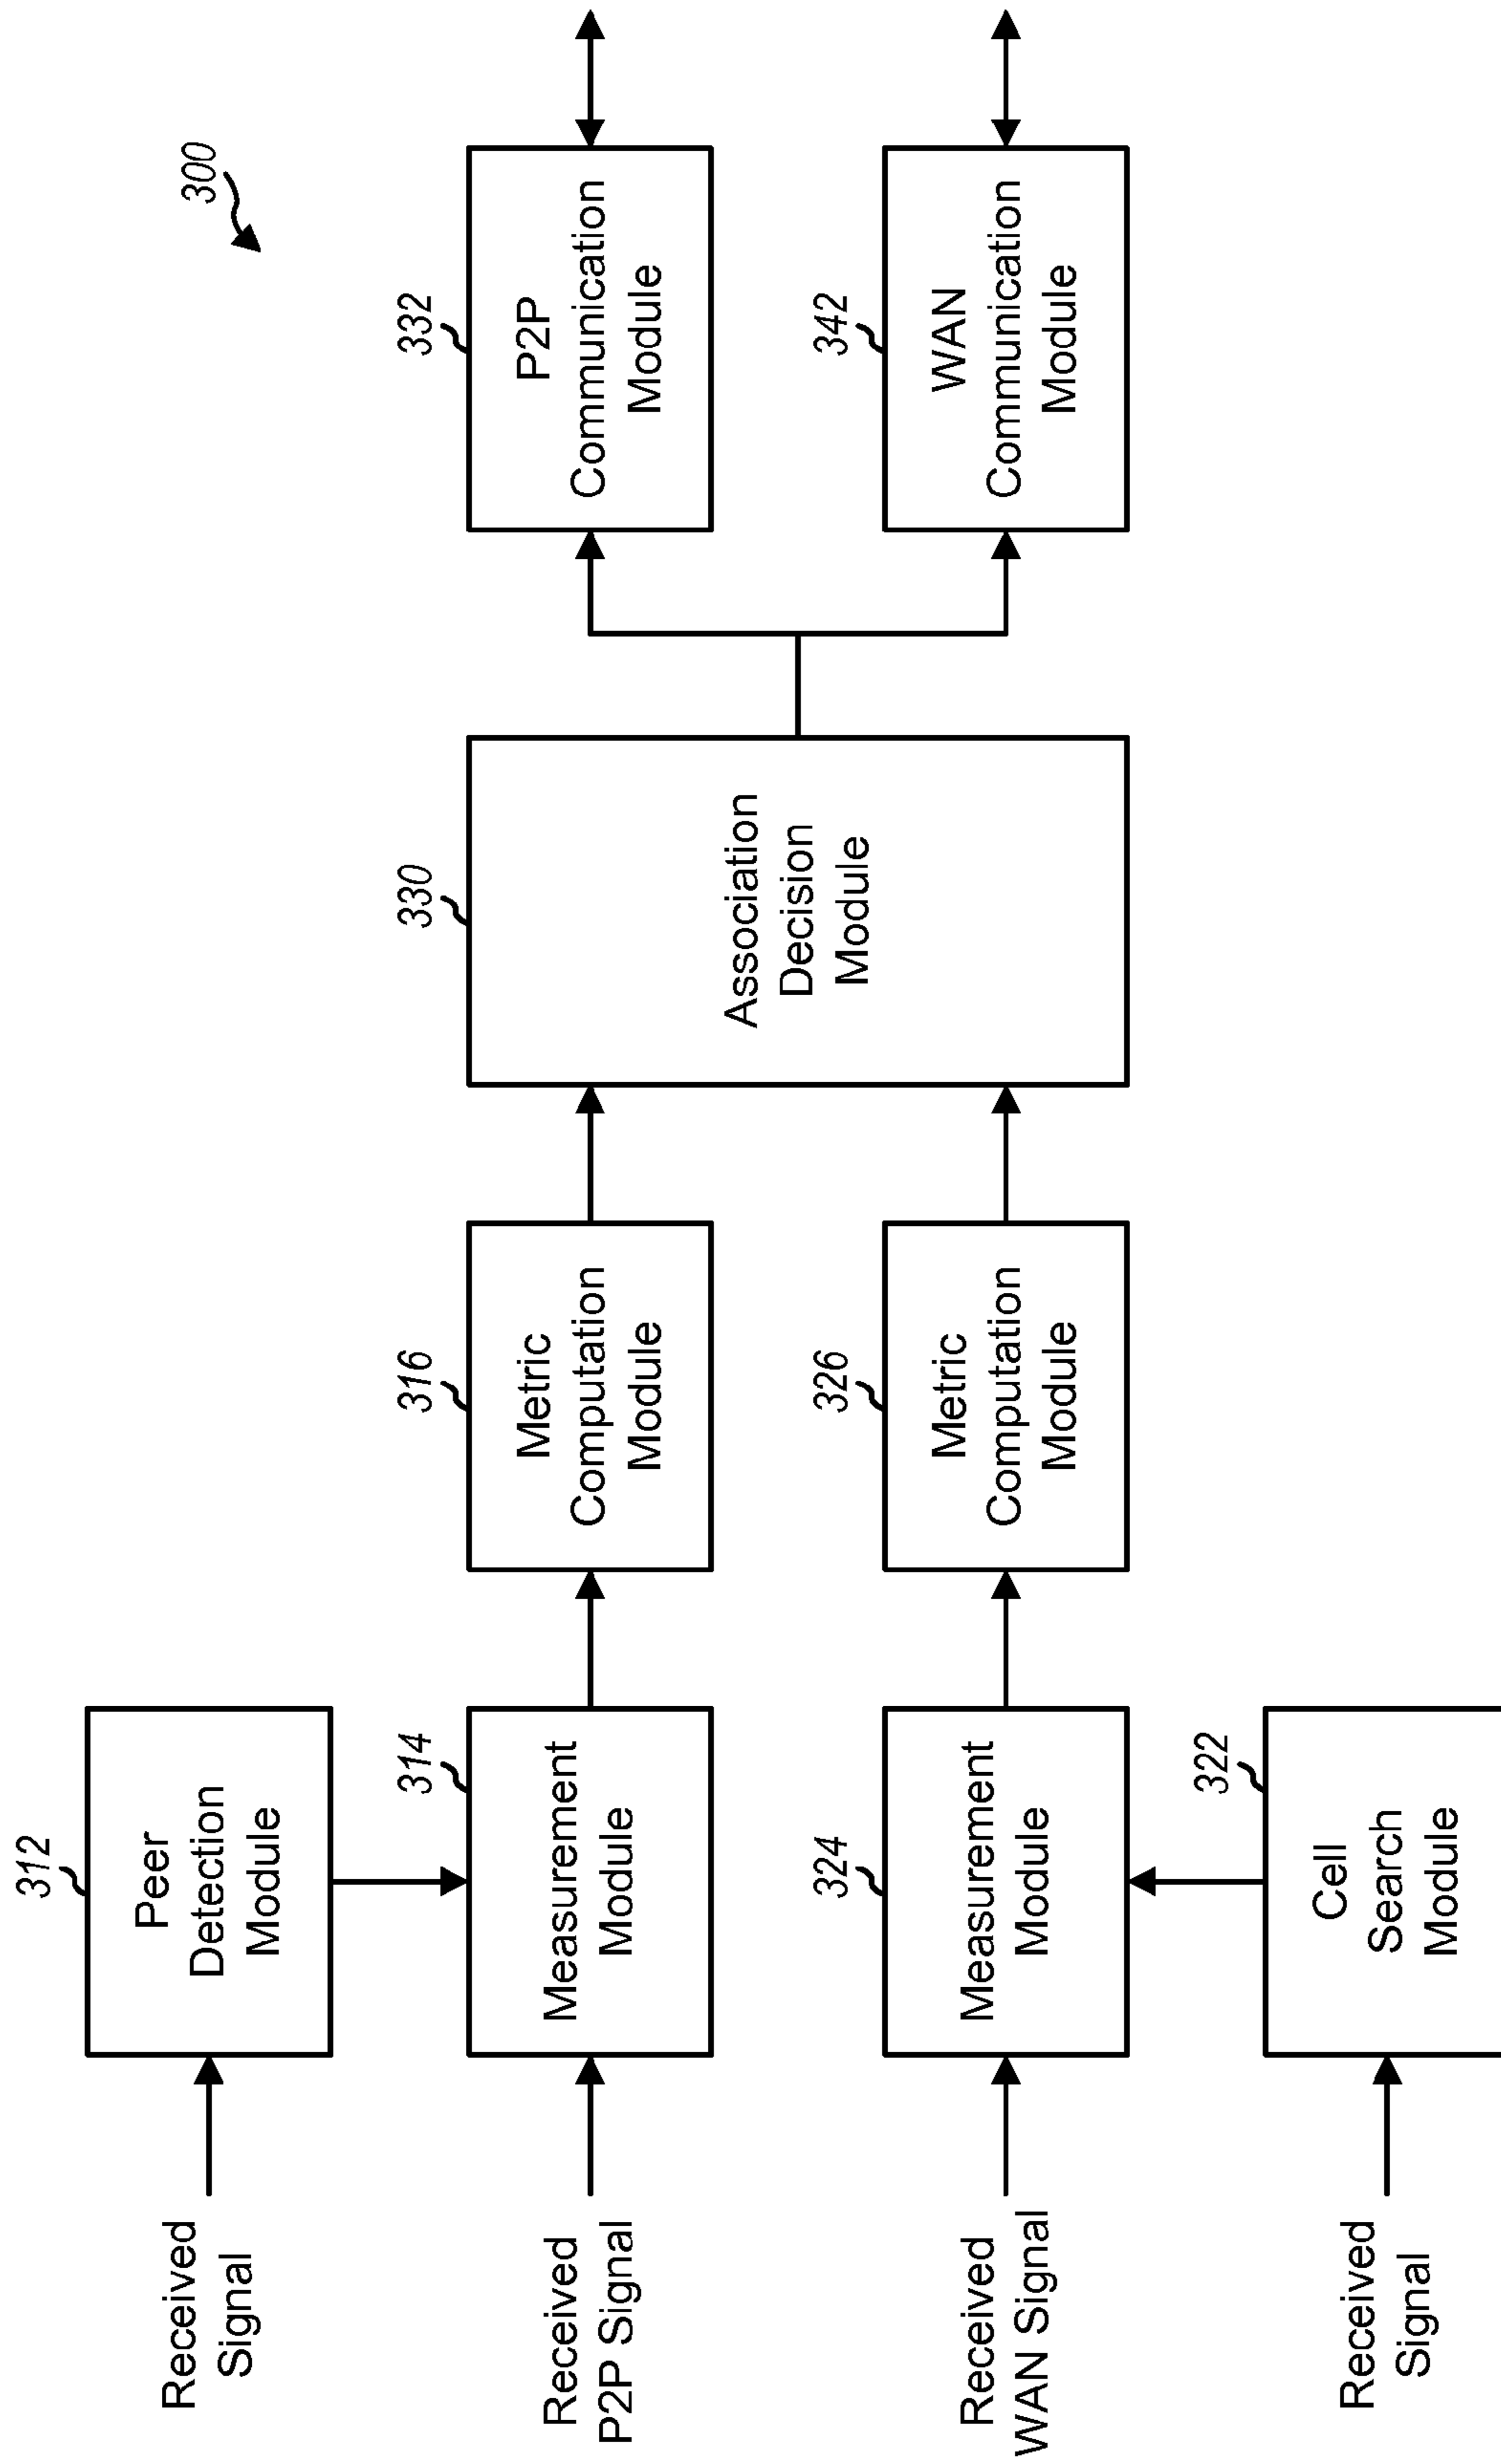 300
312
Received
Signal
Peer
Detection
Module
314
316
330
332
Received
P2P Signal
Measurement
Module
Metric
Computation
Module
Association
Decision
Module
P2P
Communication
Module
324
326
342
Received
WAN Signal
Measurement
Module
Metric
Computation
Module
WAN
Communication
Module
322
Received
Signal
Cell
Search
Module